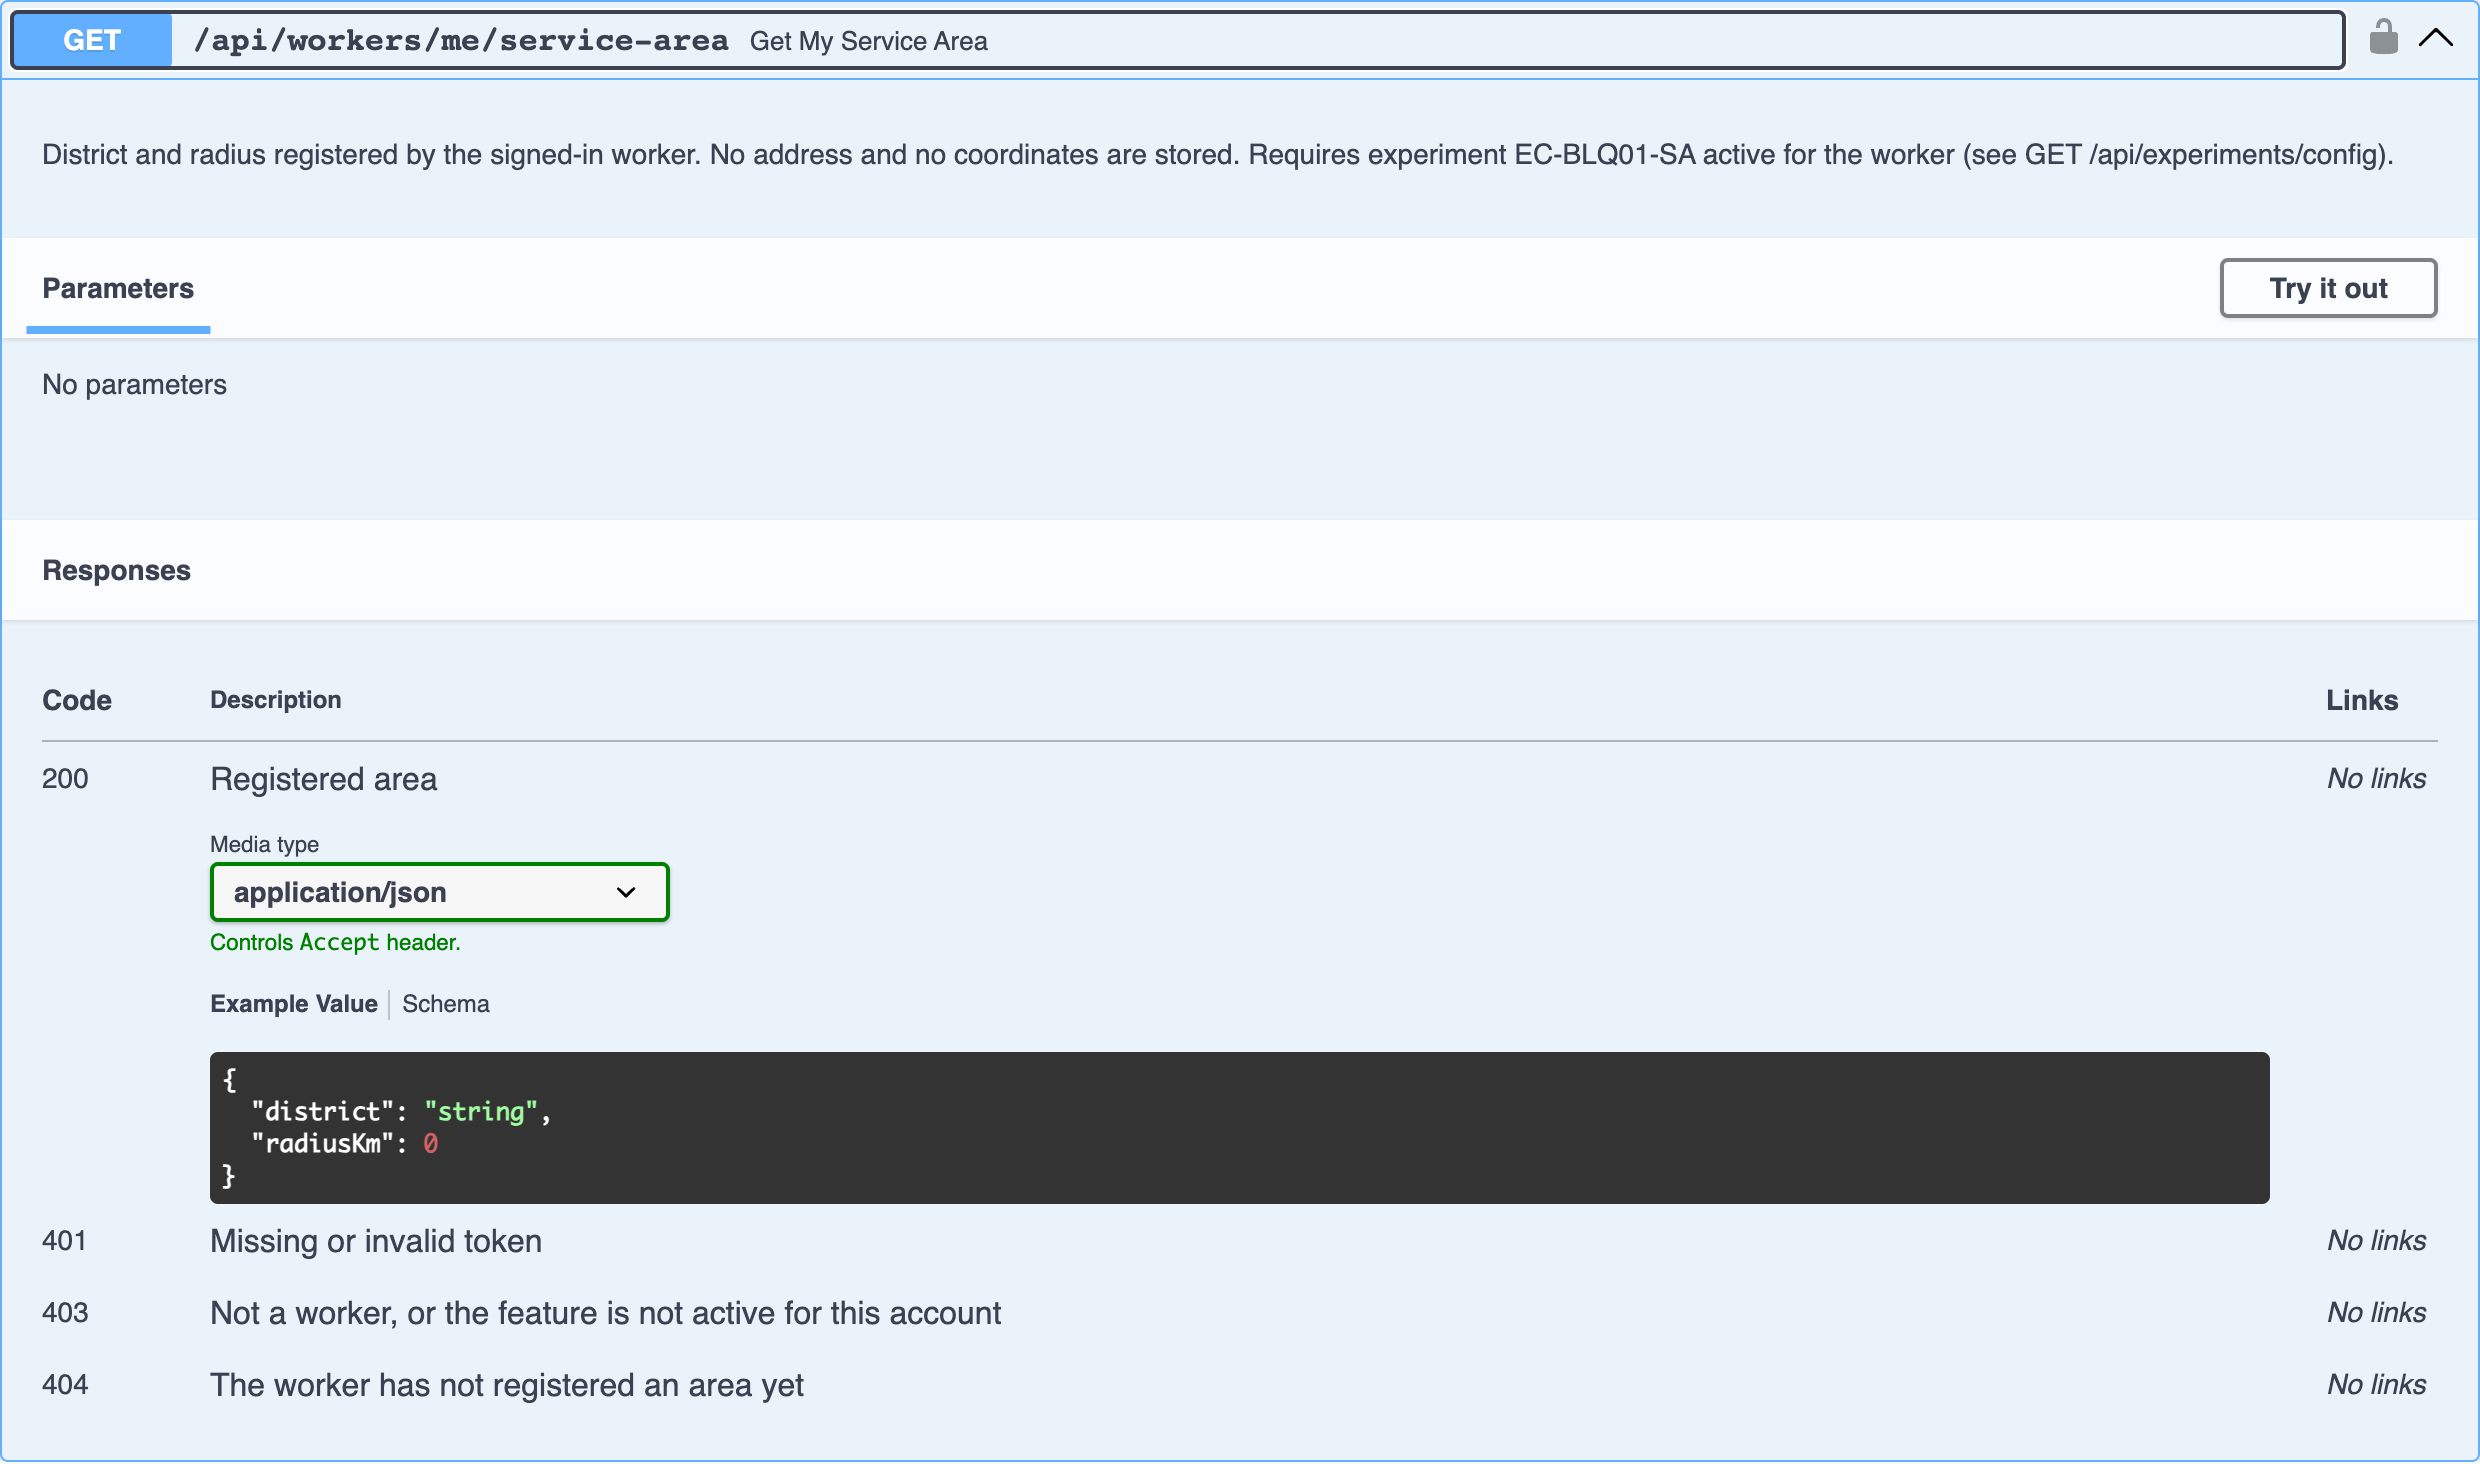 GET /api/workers/me/service-area Get My Service Area
District and radius registered by the signed-in worker. No address and no coordinates are stored. Requires experiment EC-BLQ01-SA active for the worker (see GET /api/experiments/config).
Parameters Try it out
No parameters
Responses
Code Description Links
200 Registered area No links
Media type
application/json
Controls Accept header.
Example Value Schema
{
  "district": "string",
  "radiusKm": 0
}
401 Missing or invalid token No links
403 Not a worker, or the feature is not active for this account No links
404 The worker has not registered an area yet No links